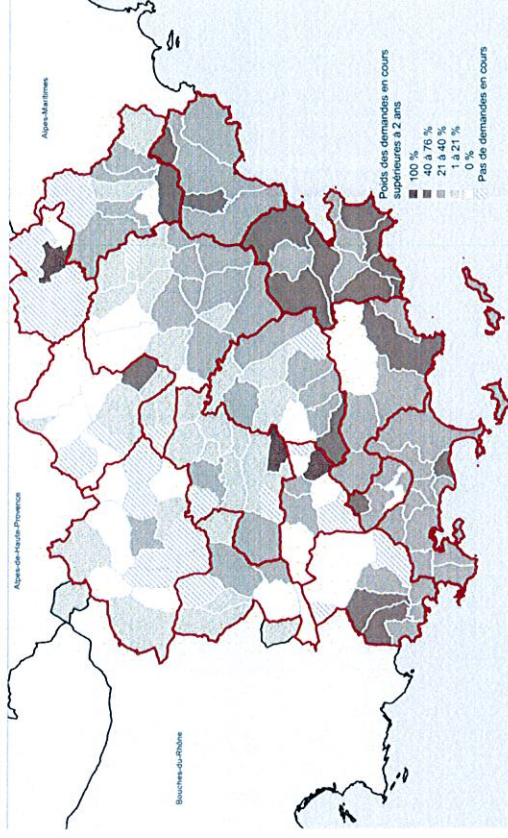 Alpes-de-Haute-Provence
Alpes-Maritimes
Bouches-du-Rhône
Poids des demandes en cours
supérieures à 2 ans
100 %
40 à 76 %
21 à 40 %
1 à 21 %
0 %
Pas de demandes en cours